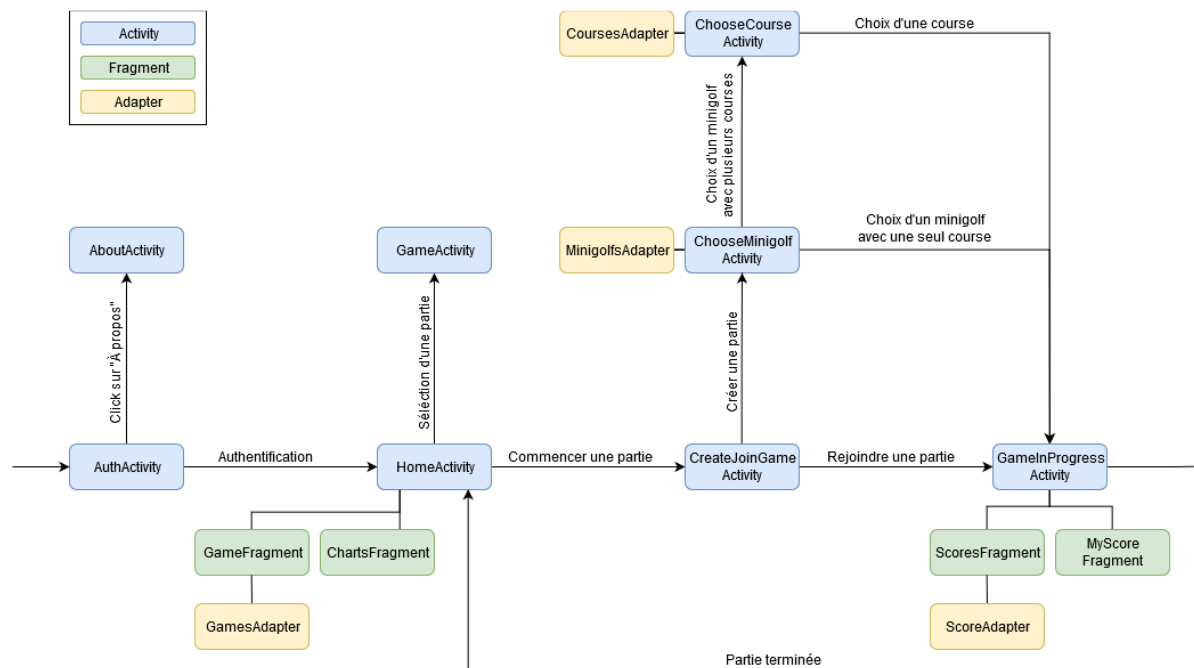 Activity
Fragment
Adapter
CoursesAdapter
ChooseCourse
Activity
Choix d'une course
Choix d'un minigolf
avec plusieurs courses
AboutActivity
GameActivity
MinigolfsAdapter
ChooseMinigolf
Activity
Choix d'un minigolf
avec une seul course
Click sur "À propos"
Séléction d'une partie
Créer une partie
AuthActivity
Authentification
HomeActivity
Commencer une partie
CreateJoinGame
Activity
Rejoindre une partie
GameInProgress
Activity
GameFragment
ChartsFragment
ScoresFragment
MyScore
Fragment
GamesAdapter
ScoreAdapter
Partie terminée